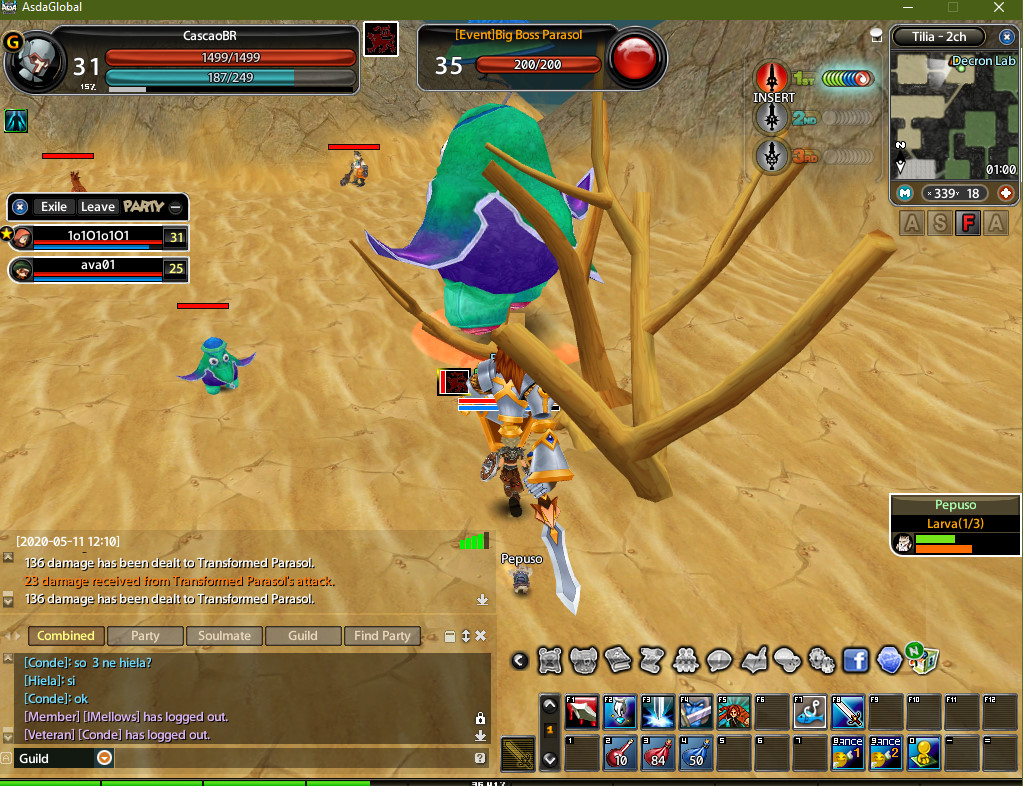 AsdaGlobal
G
CascaoBR
31
1499/1499
187/249
15%
[Event]Big Boss Parasol
35
200/200
1ST
INSERT
2ND
3RD
Tilia - 2ch
Decron Lab
N
01:00
M
X 339 Y 18
A S F A
Exile Leave PARTY
1o1O1o1O1
31
ava01
25
Pepuso
Larva(1/3)
Pepuso
[2020-05-11 12:10]
136 damage has been dealt to Transformed Parasol.
23 damage received from Transformed Parasol's attack.
136 damage has been dealt to Transformed Parasol.
Combined Party Soulmate Guild Find Party
[Conde]: so 3 ne hiela?
[Hiela]: si
[Conde]: ok
[Member] [IMellows] has logged out.
[Veteran] [Conde] has logged out.
Guild
?
f
N
F1 F2 F3 F4 F5 F6 F7 F8 F9 F10 F11 F12
1
1 2 3 4 5 6 7 9ance 9ance 0 - =
10 84 50 1 2